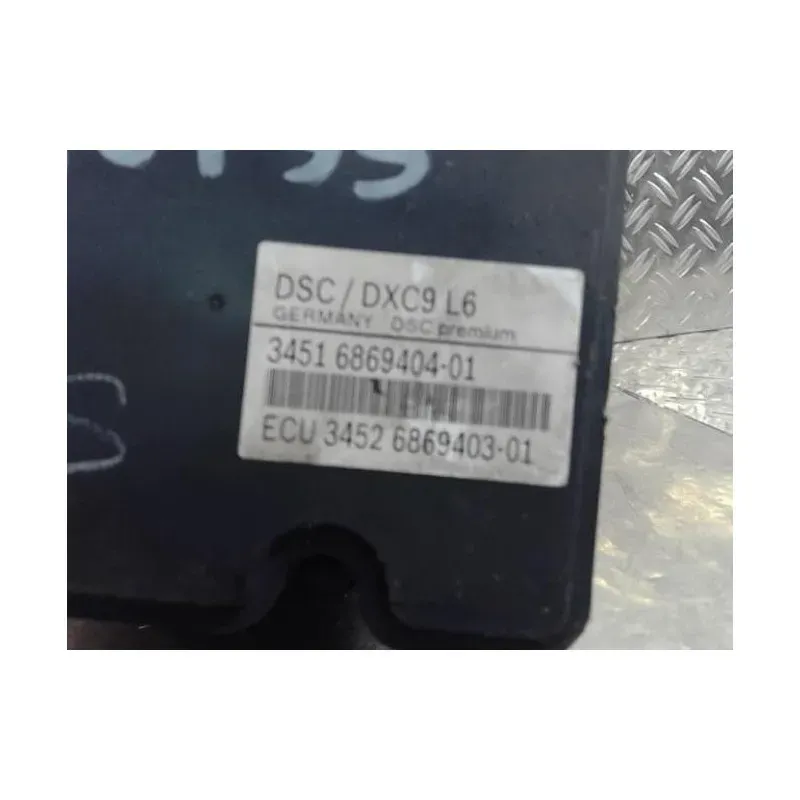 DSC / DXC9 L6
GERMANY DSC premium
3451 6869404-01
ECU 3452 6869403-01